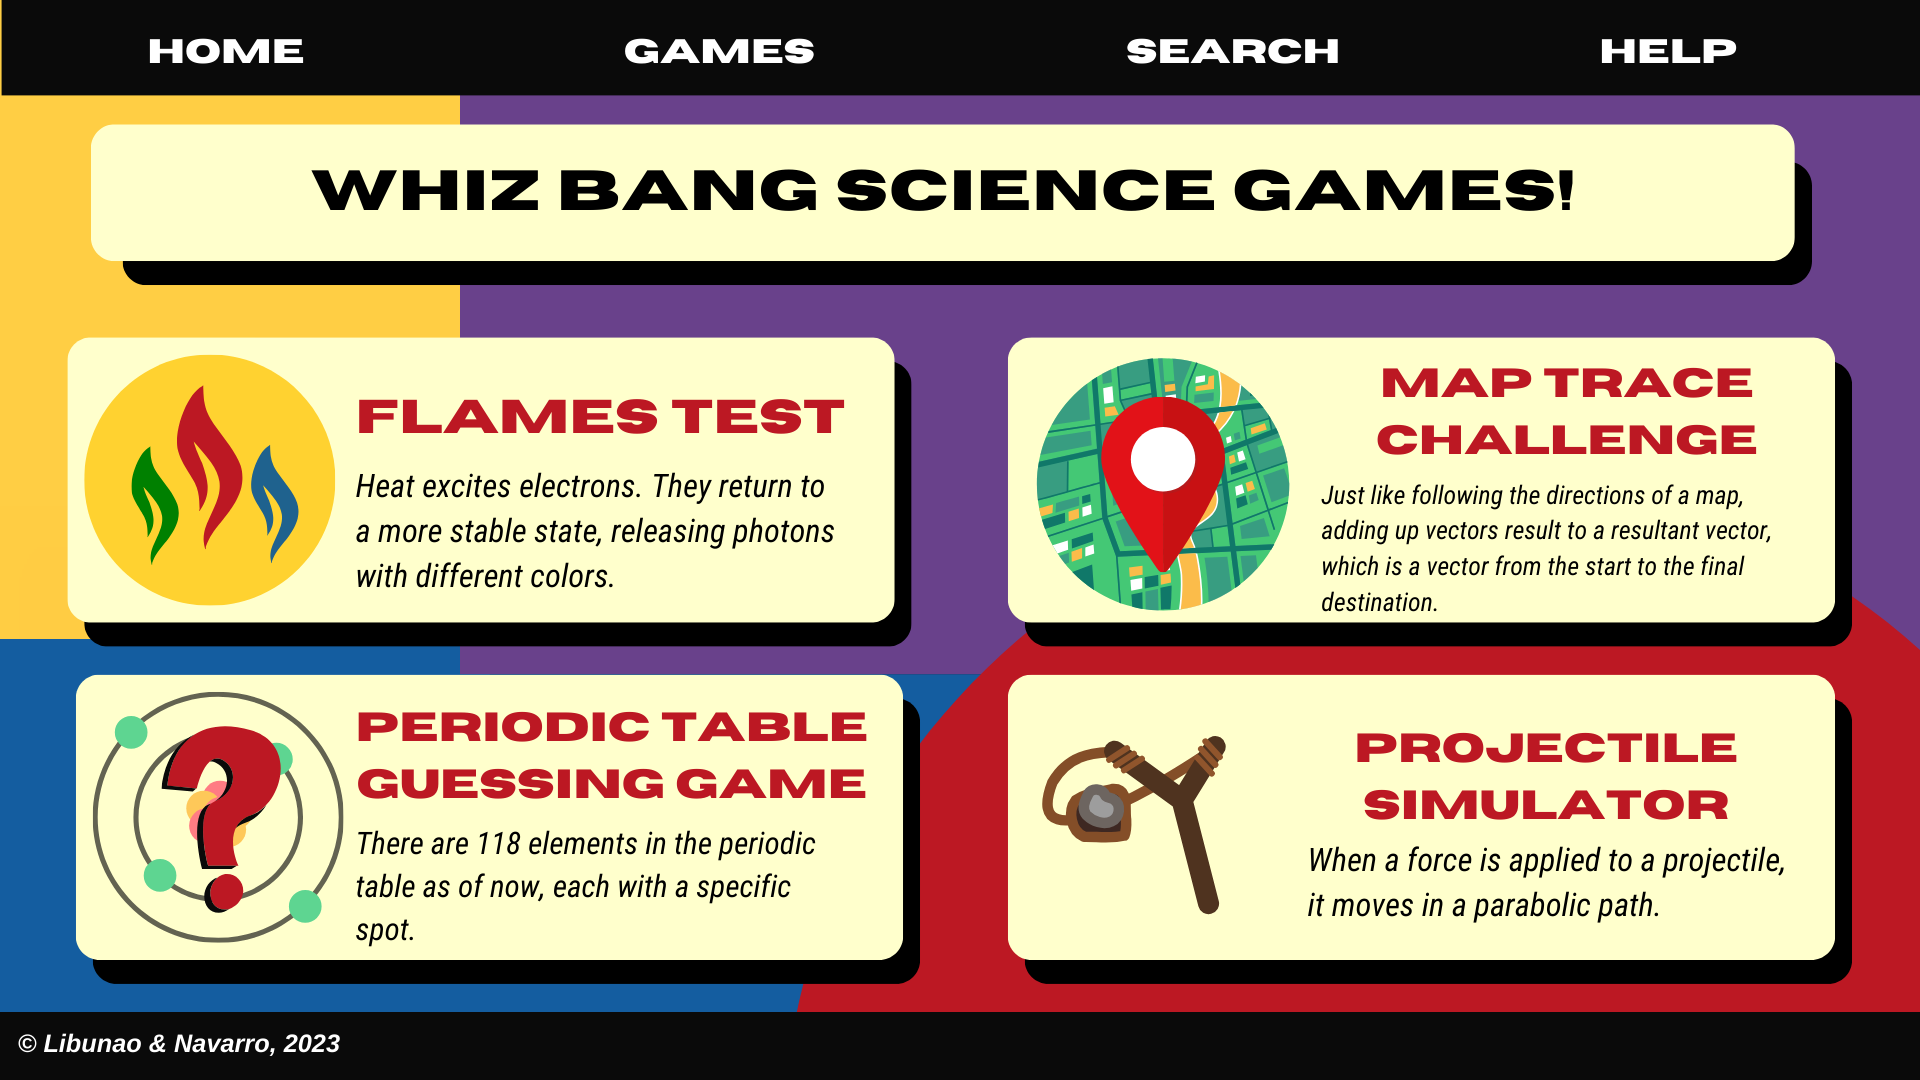 HOME GAMES SEARCH HELP
WHIZ BANG SCIENCE GAMES!
FLAMES TEST
Heat excites electrons. They return to
a more stable state, releasing photons
with different colors.
MAP TRACE
CHALLENGE
Just like following the directions of a map,
adding up vectors result to a resultant vector,
which is a vector from the start to the final
destination.
PERIODIC TABLE
GUESSING GAME
There are 118 elements in the periodic
table as of now, each with a specific
spot.
PROJECTILE
SIMULATOR
When a force is applied to a projectile,
it moves in a parabolic path.
© Libunao & Navarro, 2023